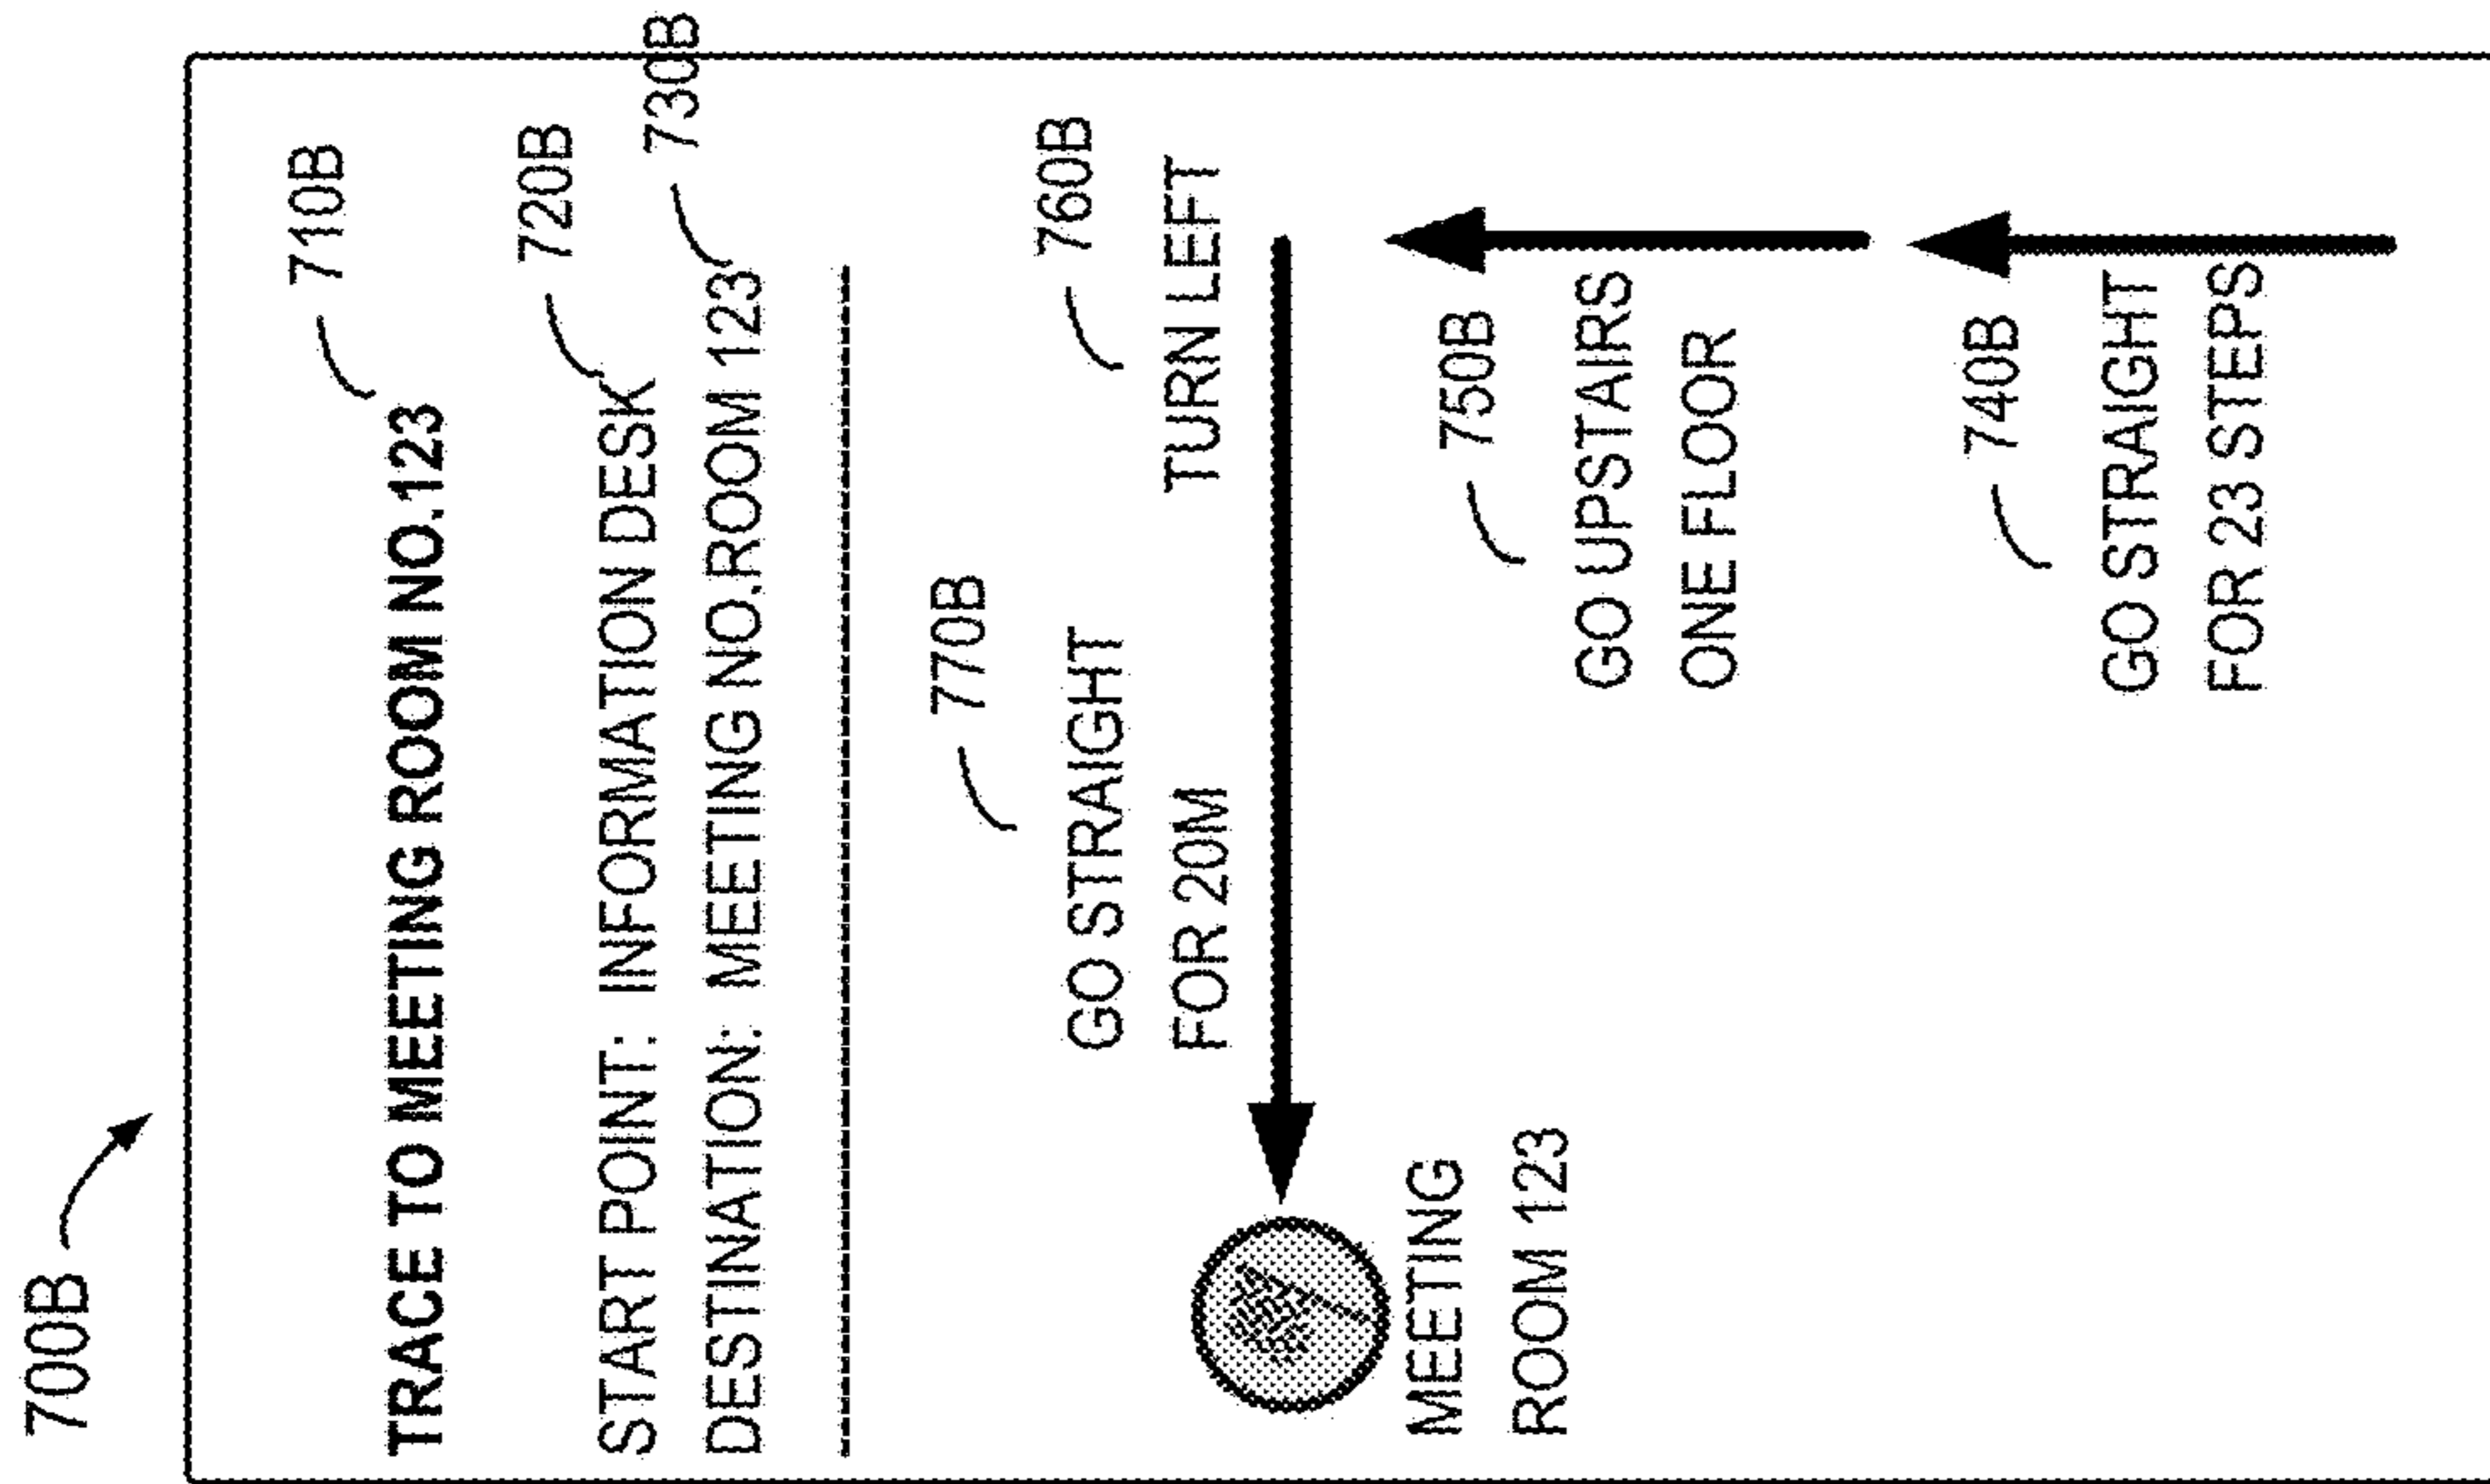 700B
710B
TRACE TO MEETING ROOM NO.123
720B
START POINT: INFORMATION DESK
730B
DESTINATION: MEETING NO.ROOM 123
770B
GO STRAIGHT
FOR 20M
760B
TURN LEFT
MEETING
ROOM 123
750B
GO UPSTAIRS
ONE FLOOR
740B
GO STRAIGHT
FOR 23 STEPS